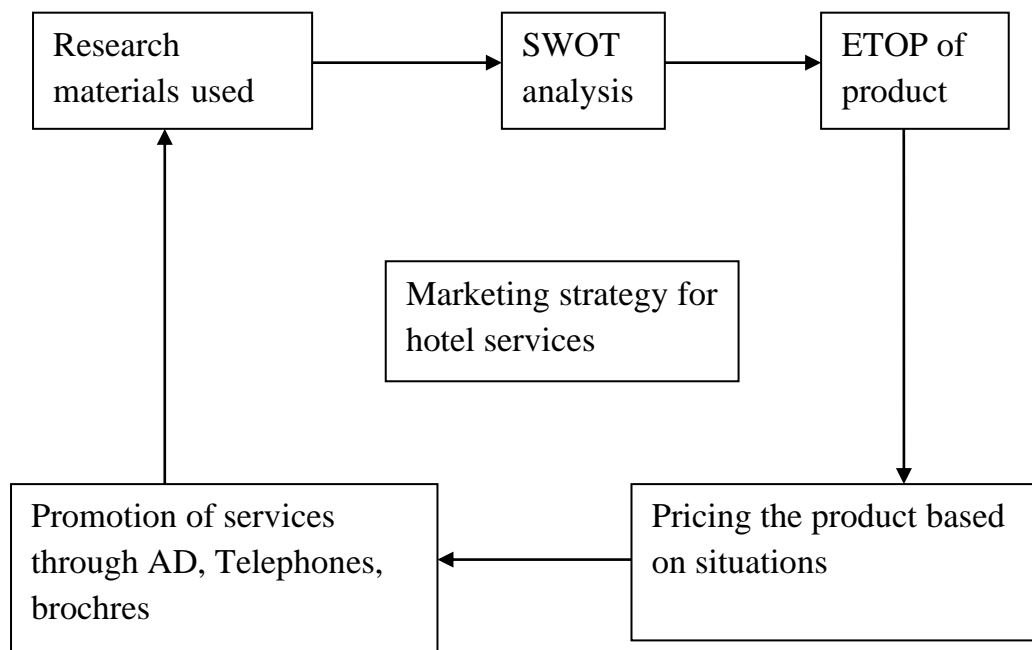 Research
materials used
SWOT
analysis
ETOP of
product
Marketing strategy for
hotel services
Promotion of services
through AD, Telephones,
brochres
Pricing the product based
on situations